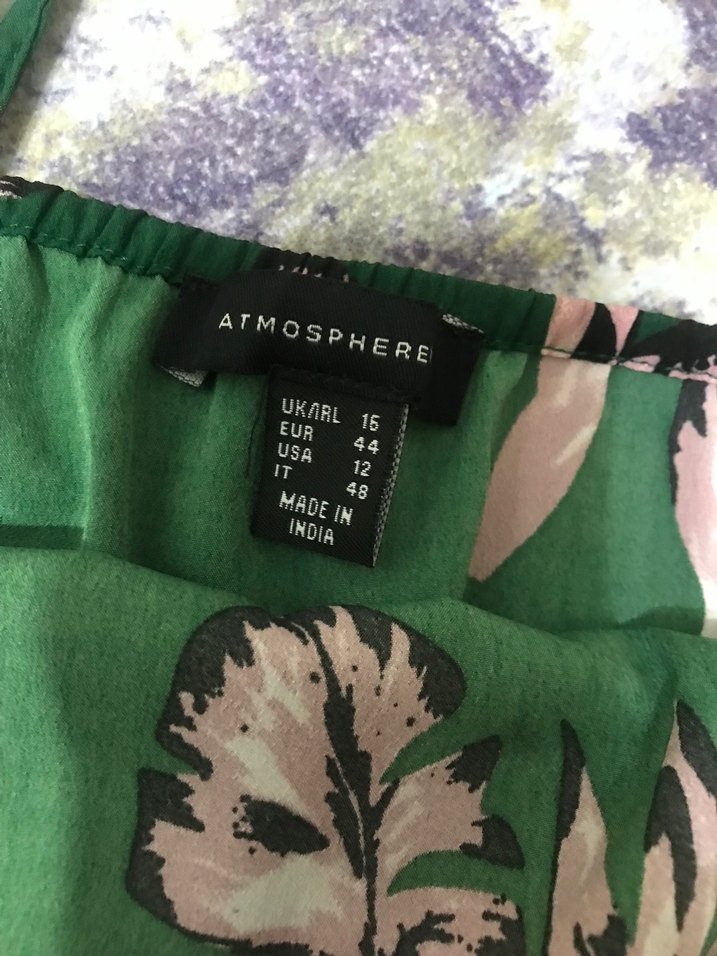 ATMOSPHERE
UK/IRL 16
EUR 44
USA 12
IT 48
MADE IN
INDIA